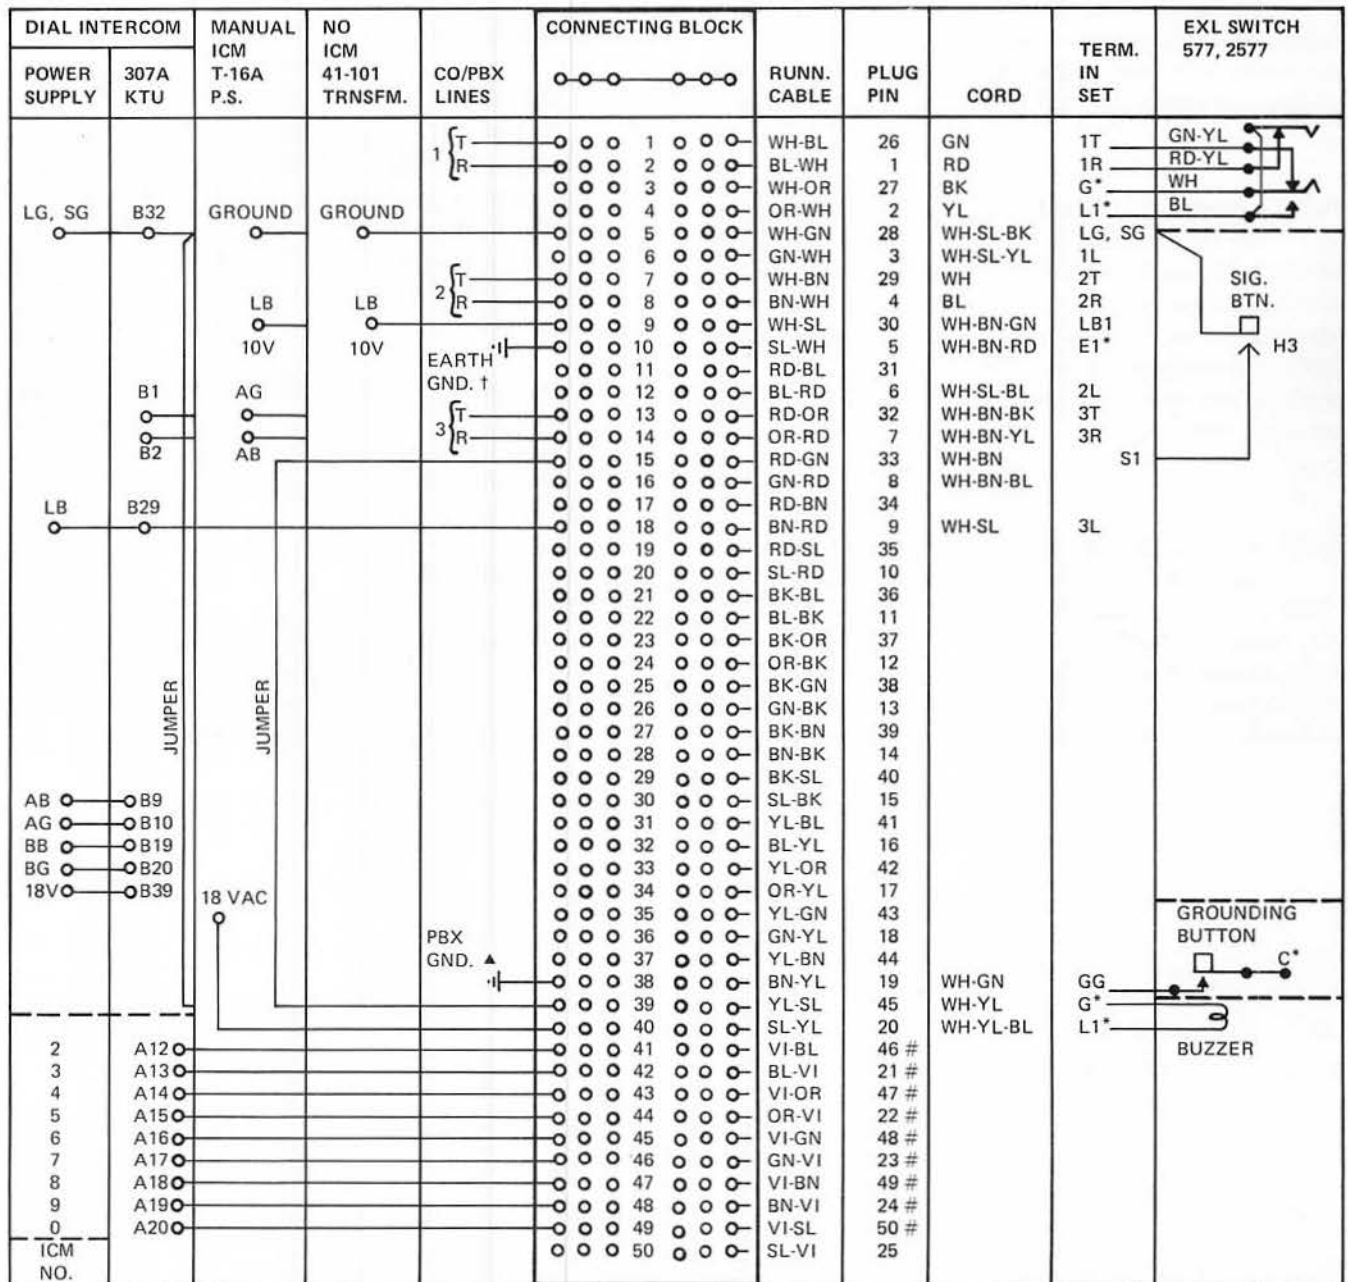 DIAL INTERCOM MANUAL ICM T-16A P.S. NO ICM 41-101 TRNSFM. CO/PBX LINES CONNECTING BLOCK RUNN. CABLE PLUG PIN CORD TERM. IN SET EXL SWITCH 577, 2577
POWER SUPPLY 307A KTU
1 T 1 WH-BL 26 GN 1T GN-YL
R 2 BL-WH 1 RD 1R RD-YL
3 WH-OR 27 BK G* WH
LG, SG B32 GROUND GROUND 4 OR-WH 2 YL L1* BL
5 WH-GN 28 WH-SL-BK LG, SG
6 GN-WH 3 WH-SL-YL 1L
2 T 7 WH-BN 29 WH 2T SIG. BTN.
LB LB R 8 BN-WH 4 BL 2R
9 WH-SL 30 WH-BN-GN LB1
10V 10V EARTH GND. † 10 SL-WH 5 WH-BN-RD E1* H3
11 RD-BL 31
B1 AG 12 BL-RD 6 WH-SL-BL 2L
3 T 13 RD-OR 32 WH-BN-BK 3T
R 14 OR-RD 7 WH-BN-YL 3R
B2 AB 15 RD-GN 33 WH-BN S1
16 GN-RD 8 WH-BN-BL
LB B29 17 RD-BN 34
18 BN-RD 9 WH-SL 3L
19 RD-SL 35
20 SL-RD 10
21 BK-BL 36
22 BL-BK 11
23 BK-OR 37
24 OR-BK 12
JUMPER JUMPER 25 BK-GN 38
26 GN-BK 13
27 BK-BN 39
28 BN-BK 14
29 BK-SL 40
AB B9 30 SL-BK 15
AG B10 31 YL-BL 41
BB B19 32 BL-YL 16
BG B20 33 YL-OR 42
18V B39 34 OR-YL 17
18 VAC 35 YL-GN 43 GROUNDING BUTTON
PBX GND. ▲ 36 GN-YL 18
37 YL-BN 44 C*
38 BN-YL 19 WH-GN GG
39 YL-SL 45 WH-YL G*
40 SL-YL 20 WH-YL-BL L1*
2 A12 41 VI-BL 46 # BUZZER
3 A13 42 BL-VI 21 #
4 A14 43 VI-OR 47 #
5 A15 44 OR-VI 22 #
6 A16 45 VI-GN 48 #
7 A17 46 GN-VI 23 #
8 A18 47 VI-BN 49 #
9 A19 48 BN-VI 24 #
0 A20 49 VI-SL 50 #
ICM NO. 50 SL-VI 25